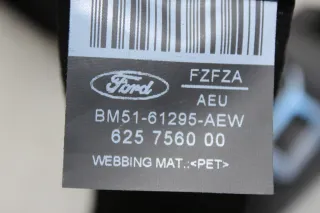 Ford
FZFZA
AEU
BM51-61295-AEW
625 7560 00
WEBBING MAT.:<PET>